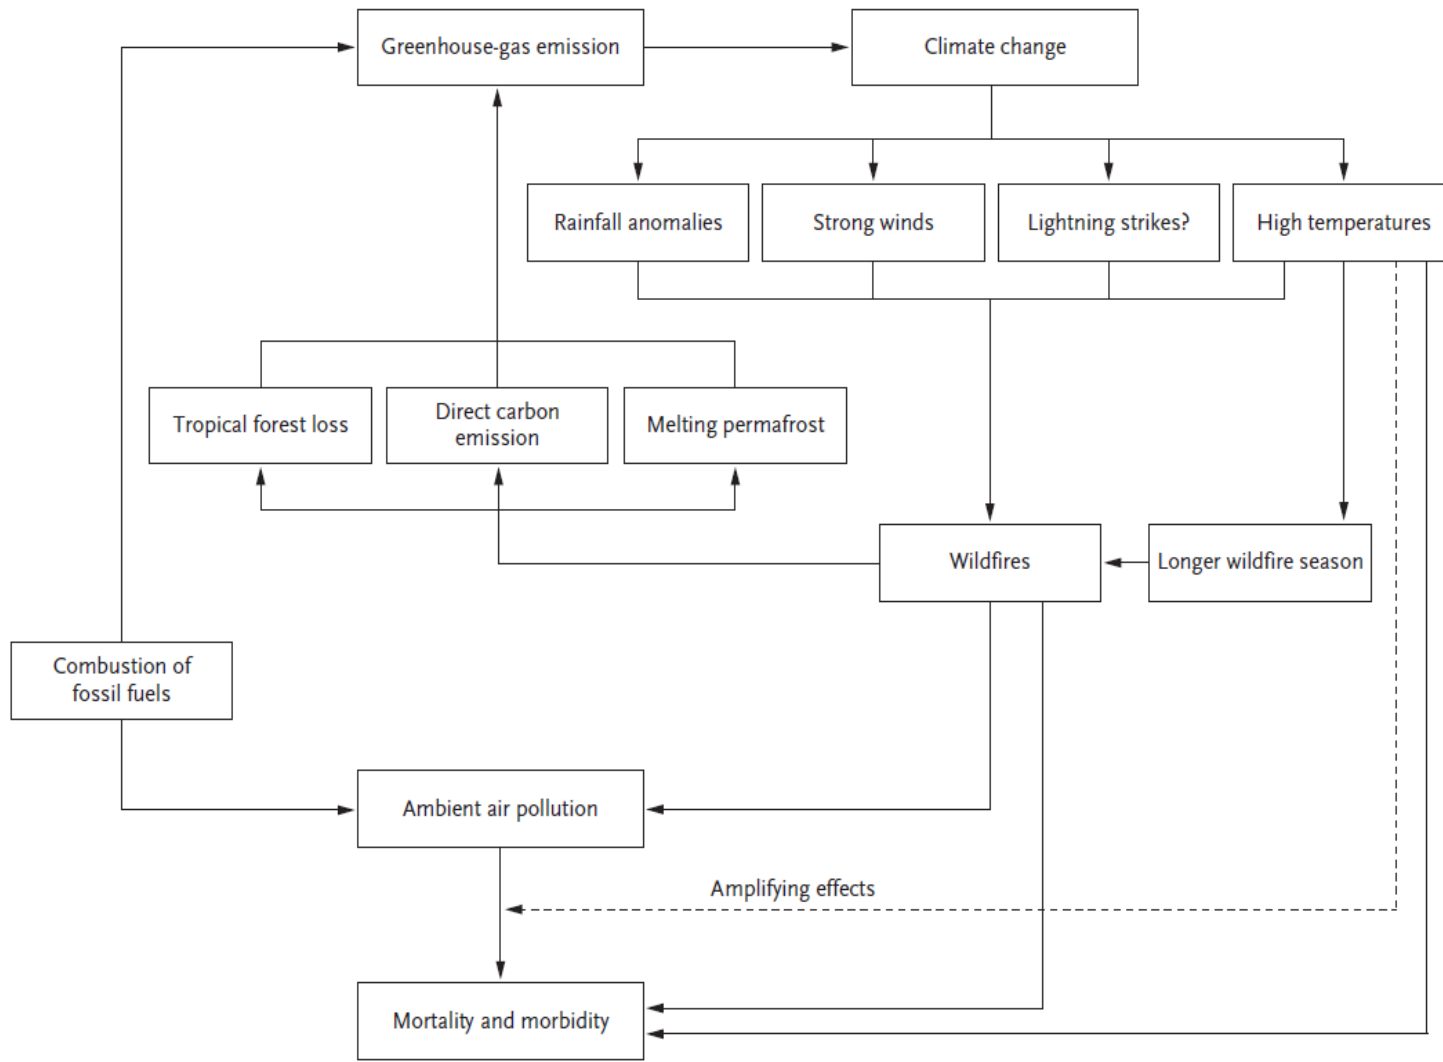 Greenhouse-gas emission
Climate change
Rainfall anomalies
Strong winds
Lightning strikes?
High temperatures
Tropical forest loss
Direct carbon
emission
Melting permafrost
Wildfires
Longer wildfire season
Combustion of
fossil fuels
Ambient air pollution
Amplifying effects
Mortality and morbidity